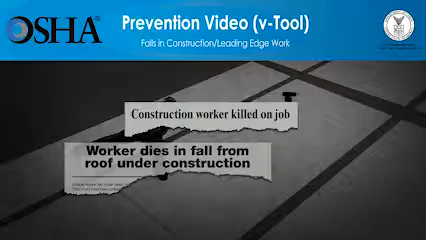 OSHA®
Prevention Video (v-Tool)
Falls in Construction/Leading Edge Work
Construction worker killed on job
Worker dies in fall from
roof under construction